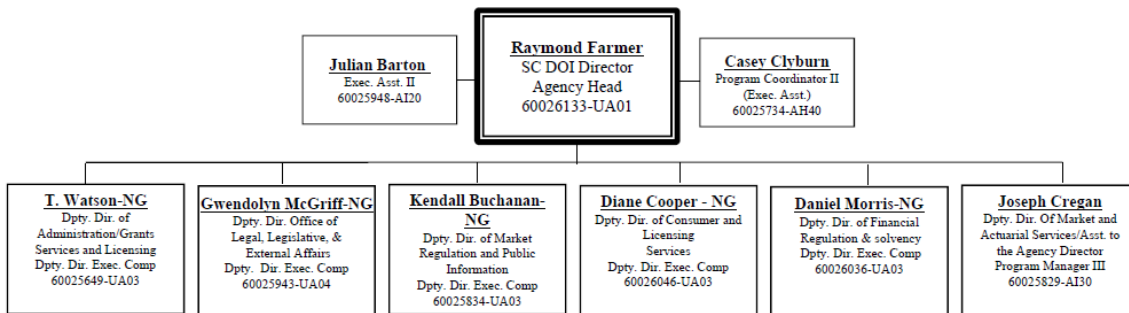 Raymond Farmer
SC DOI Director
Agency Head
60026133-UA01
Julian Barton
Exec. Asst. II
60025948-AI20
Casey Clyburn
Program Coordinator II
(Exec. Asst.)
60025734-AH40
T. Watson-NG
Dpty. Dir. of
Administration/Grants
Services and Licensing
Dpty. Dir. Exec. Comp
60025649-UA03
Gwendolyn McGriff-NG
Dpty. Dir. Office of
Legal, Legislative, &
External Affairs
Dpty.  Dir. Exec. Comp
60025943-UA04
Kendall Buchanan-
NG
Dpty. Dir. of Market
Regulation and Public
Information
Dpty. Dir. Exec. Comp
60025834-UA03
Diane Cooper - NG
Dpty. Dir. of Consumer and
Licensing
Services
Dpty. Dir. Exec. Comp
60026046-UA03
Daniel Morris-NG
Dpty. Dir. of Financial
Regulation & solvency
Dpty. Dir. Exec. Comp
60026036-UA03
Joseph Cregan
Dpty. Dir. Of Market and
Actuarial Services/Asst. to
the Agency Director
Program Manager III
60025829-AI30